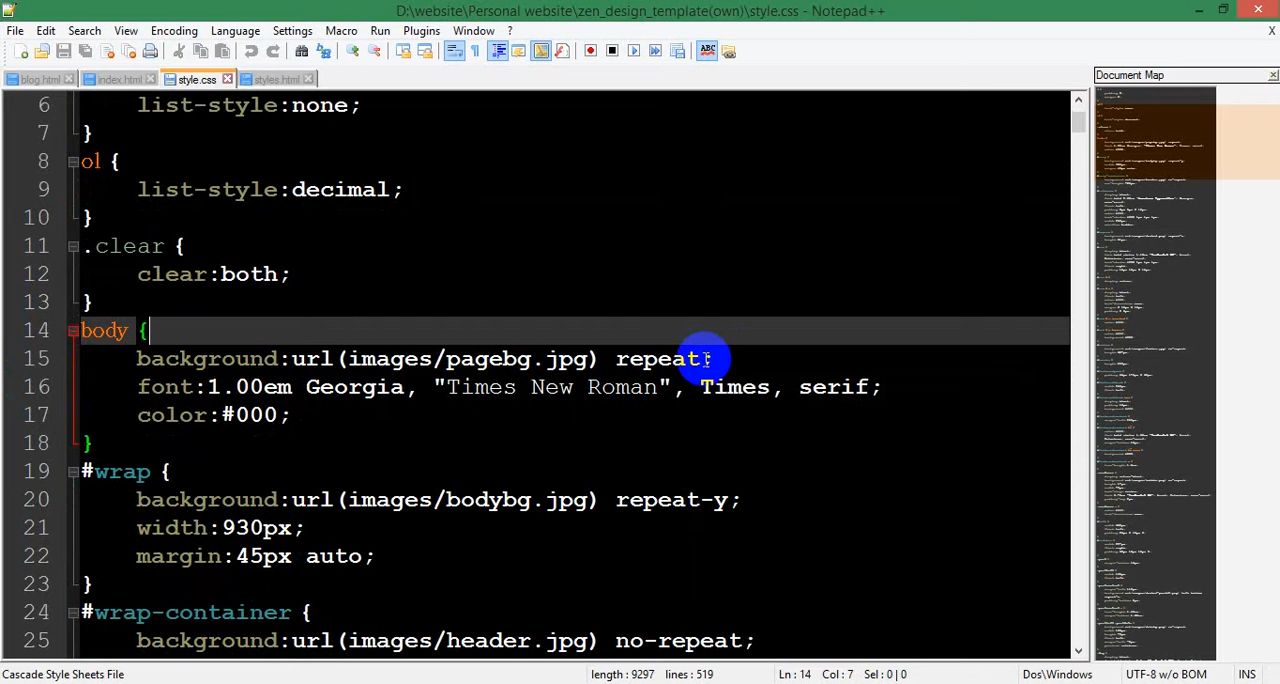 D:\website\Personal website\zen_design_template(own)\style.css - Notepad++
File Edit Search View Encoding Language Settings Macro Run Plugins Window ? X
blog.html index.html style.css styles.html
Document Map
6 list-style:none;
7 }
8 ol {
9 list-style:decimal;
10 }
11 .clear {
12 clear:both;
13 }
14 body {
15 background:url(images/pagebg.jpg) repeat;
16 font:1.00em Georgia, "Times New Roman", Times, serif;
17 color:#000;
18 }
19 #wrap {
20 background:url(images/bodybg.jpg) repeat-y;
21 width:930px;
22 margin:45px auto;
23 }
24 #wrap-container {
25 background:url(images/header.jpg) no-repeat;
Cascade Style Sheets File length : 9297 lines : 519 Ln : 14 Col : 7 Sel : 0 | 0 Dos\Windows UTF-8 w/o BOM INS